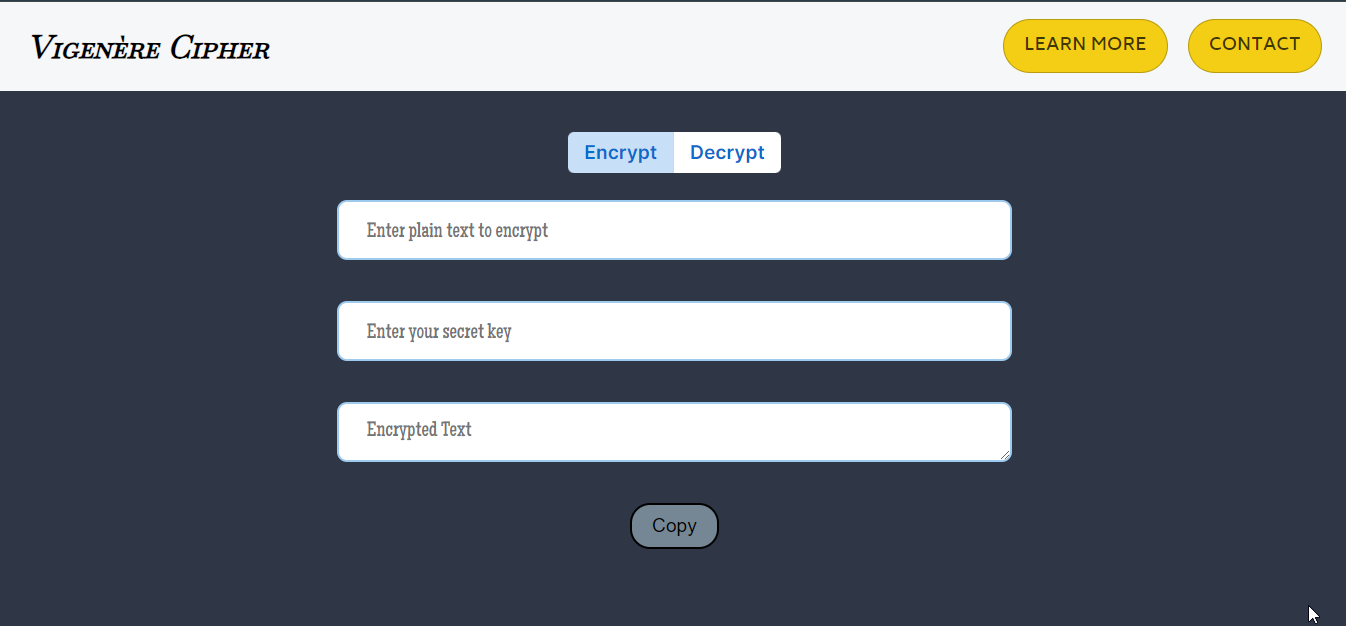 Vigenère Cipher
LEARN MORE
CONTACT
Encrypt
Decrypt
Enter plain text to encrypt
Enter your secret key
Encrypted Text
Copy